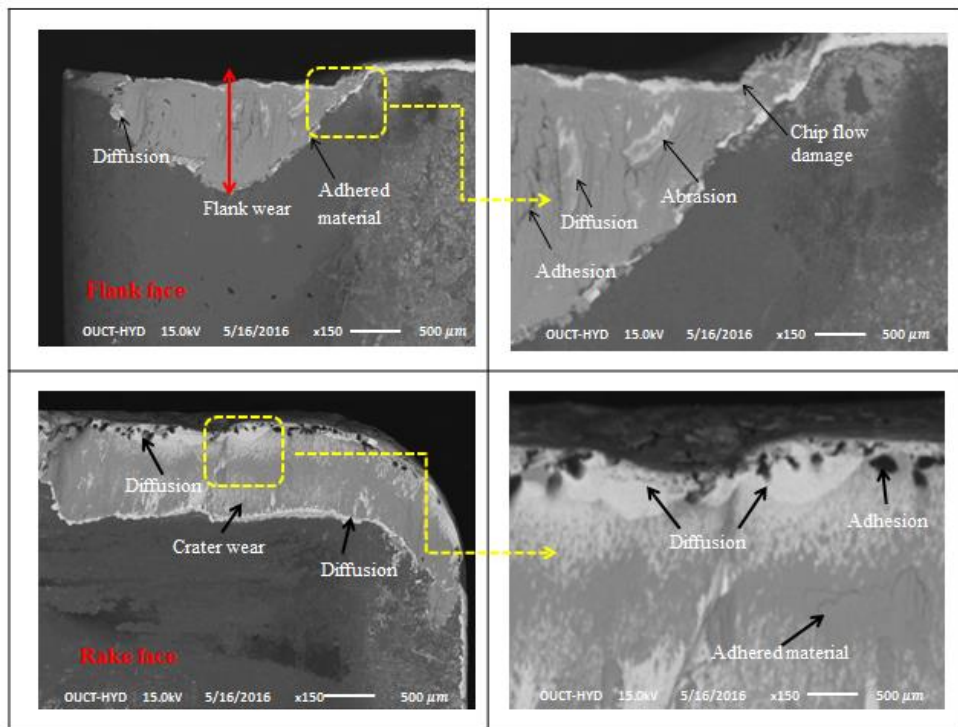 Diffusion
Flank wear
Adhered
material
Flank face
OUCT-HYD 15.0kV 5/16/2016 x150 500 μm
Chip flow
damage
Abrasion
Diffusion
Adhesion
OUCT-HYD 15.0kV 5/16/2016 x150 500 μm
Diffusion
Crater wear
Diffusion
Rake face
OUCT-HYD 15.0kV 5/16/2016 x150 500 μm
Diffusion
Adhesion
Adhered material
OUCT-HYD 15.0kV 5/16/2016 x150 500 μm